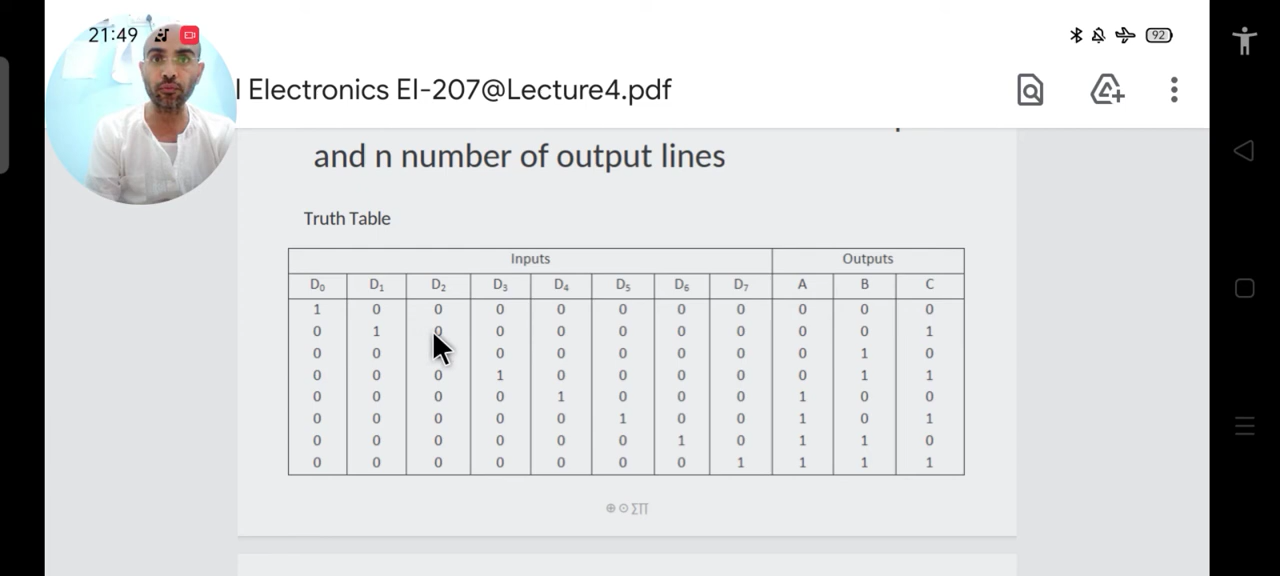 21:49 92
l Electronics EI-207@Lecture4.pdf
and n number of output lines
Truth Table
Inputs Outputs
D₀ D₁ D₂ D₃ D₄ D₅ D₆ D₇ A B C
1 0 0 0 0 0 0 0 0 0 0
0 1 0 0 0 0 0 0 0 0 1
0 0 0 0 0 0 0 0 1 0
0 0 0 1 0 0 0 0 0 1 1
0 0 0 0 1 0 0 0 1 0 0
0 0 0 0 0 1 0 0 1 0 1
0 0 0 0 0 0 1 0 1 1 0
0 0 0 0 0 0 0 1 1 1 1
⊕⊙∑∏